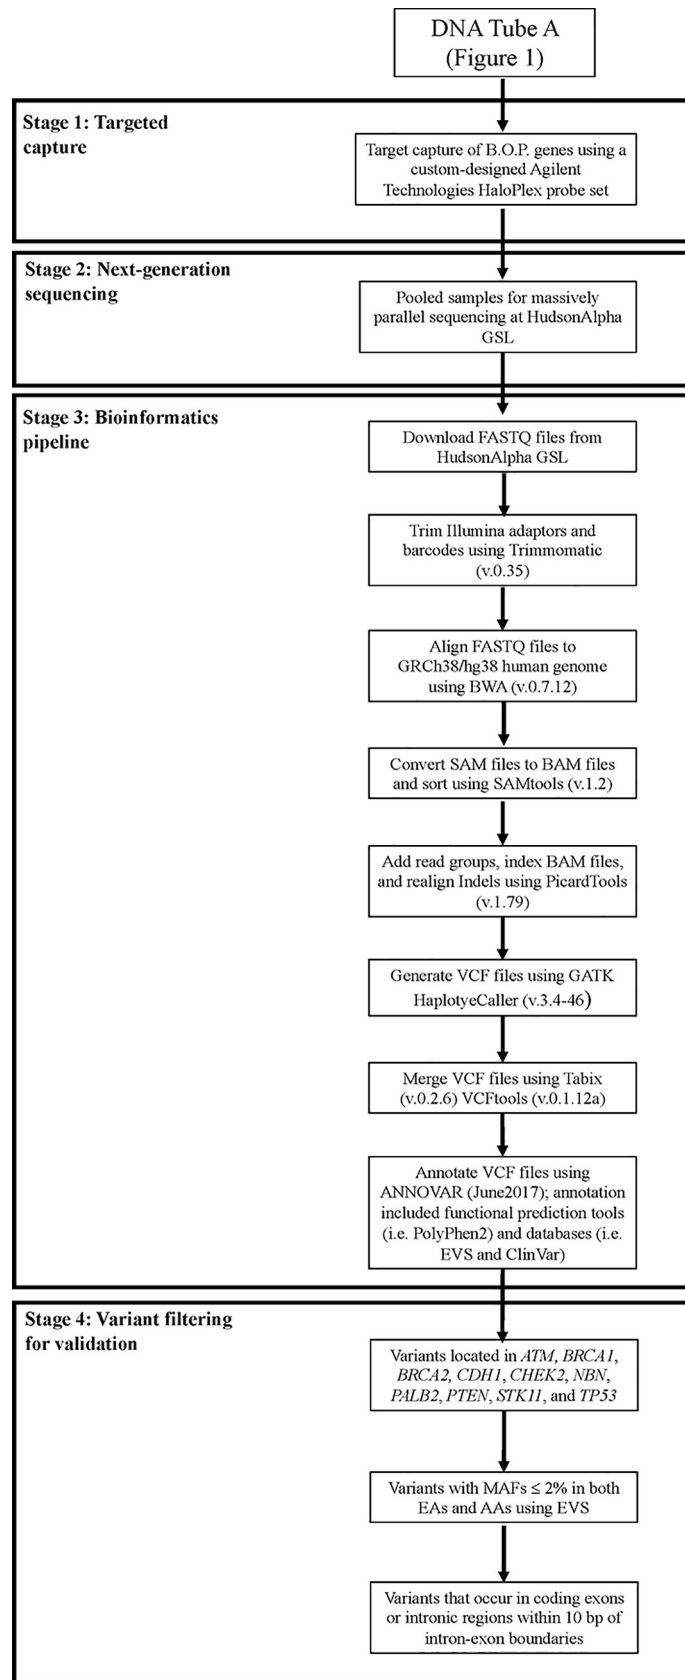 DNA Tube A
(Figure 1)
Stage 1: Targeted
capture
Target capture of B.O.P. genes using a
custom-designed Agilent
Technologies HaloPlex probe set
Stage 2: Next-generation
sequencing
Pooled samples for massively
parallel sequencing at HudsonAlpha
GSL
Stage 3: Bioinformatics
pipeline
Download FASTQ files from
HudsonAlpha GSL
Trim Illumina adaptors and
barcodes using Trimmomatic
(v.0.35)
Align FASTQ files to
GRCh38/hg38 human genome
using BWA (v.0.7.12)
Convert SAM files to BAM files
and sort using SAMtools (v.1.2)
Add read groups, index BAM files,
and realign Indels using PicardTools
(v.1.79)
Generate VCF files using GATK
HaplotyeCaller (v.3.4-46)
Merge VCF files using Tabix
(v.0.2.6) VCFtools (v.0.1.12a)
Annotate VCF files using
ANNOVAR (June2017); annotation
included functional prediction tools
(i.e. PolyPhen2) and databases (i.e.
EVS and ClinVar)
Stage 4: Variant filtering
for validation
Variants located in ATM, BRCA1,
BRCA2, CDH1, CHEK2, NBN,
PALB2, PTEN, STK11, and TP53
Variants with MAFs ≤ 2% in both
EAs and AAs using EVS
Variants that occur in coding exons
or intronic regions within 10 bp of
intron-exon boundaries